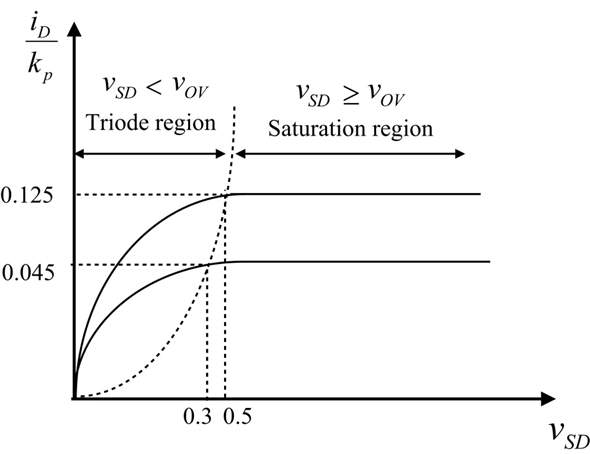 i_D
k_p
v_SD < v_OV
Triode region
v_SD ≥ v_OV
Saturation region
0.125
0.045
0.3 0.5
v_SD